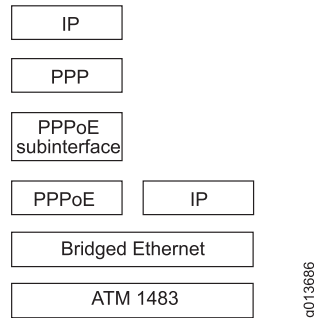 IP
PPP
PPPoE
subinterface
PPPoE
IP
Bridged Ethernet
ATM 1483
g013686